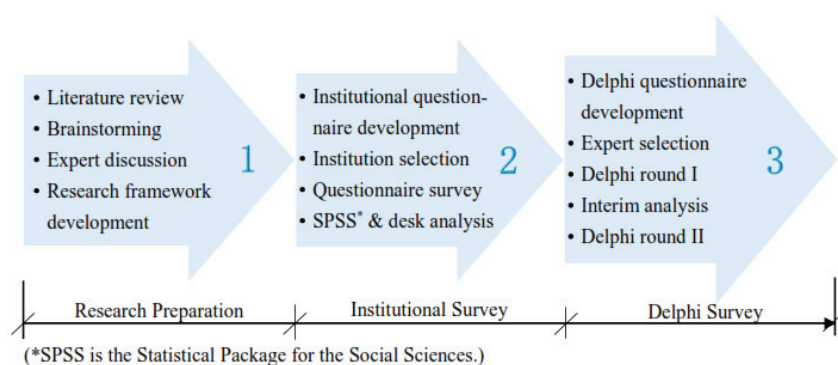 • Literature review
• Brainstorming
• Expert discussion
• Research framework
development
1
• Institutional question-
naire development
• Institution selection
• Questionnaire survey
• SPSS* & desk analysis
2
• Delphi questionnaire
development
• Expert selection
• Delphi round I
• Interim analysis
• Delphi round II
3
Research Preparation
Institutional Survey
Delphi Survey
(*SPSS is the Statistical Package for the Social Sciences.)